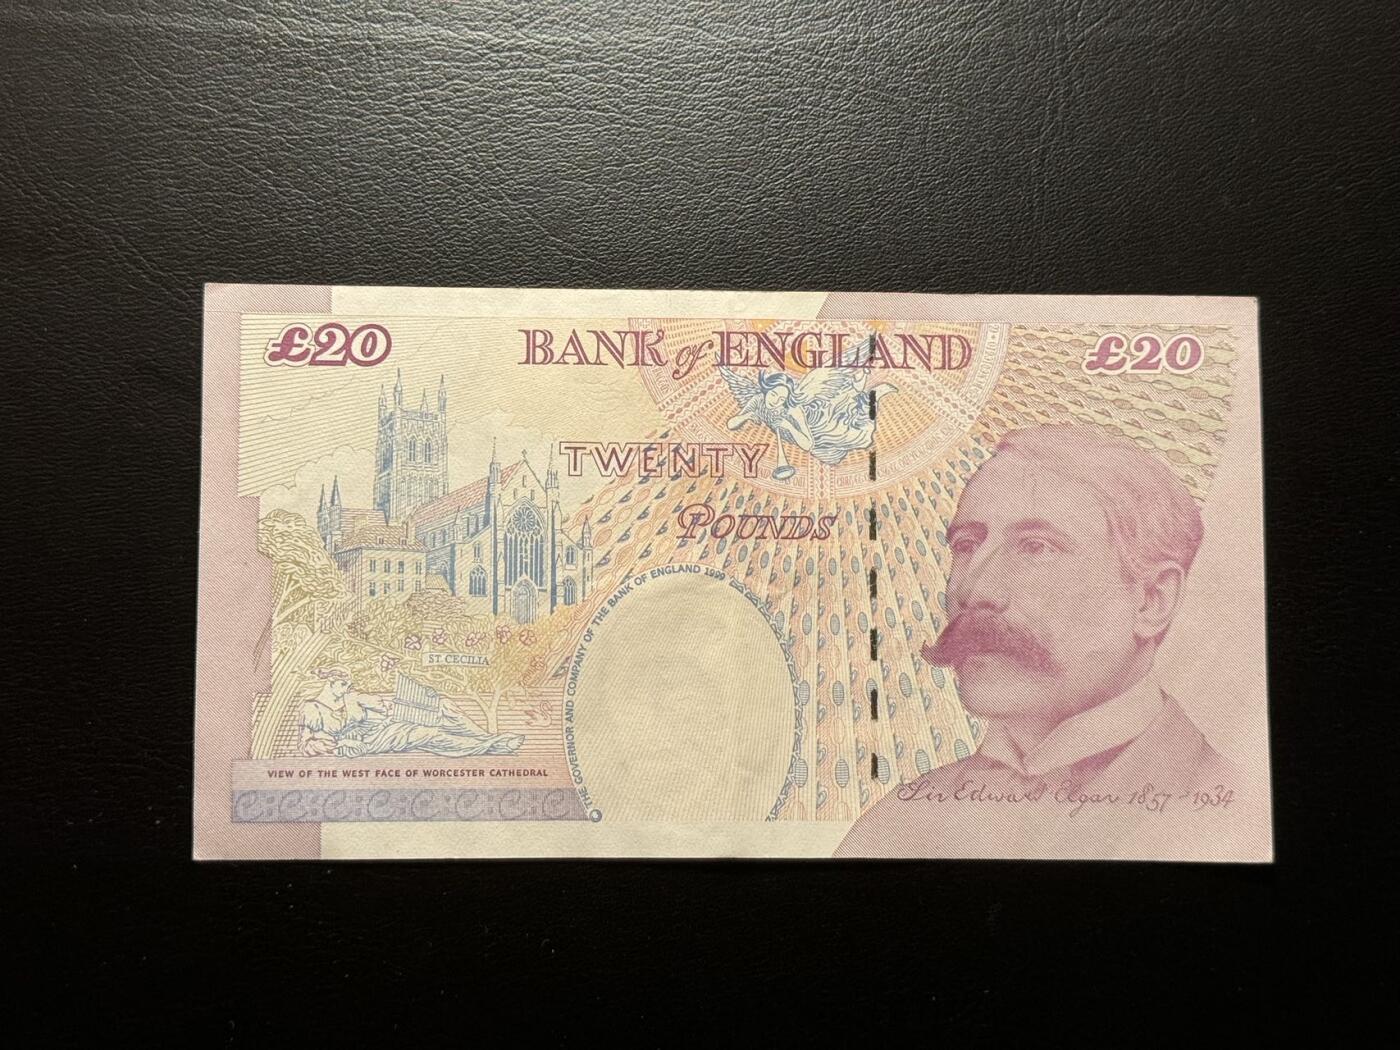 £20
BANK of ENGLAND
£20
TWENTY
POUNDS
THE GOVERNOR AND COMPANY OF THE BANK OF ENGLAND 1999
ST CECILIA
VIEW OF THE WEST FACE OF WORCESTER CATHEDRAL
Sir Edward Elgar 1857 - 1934